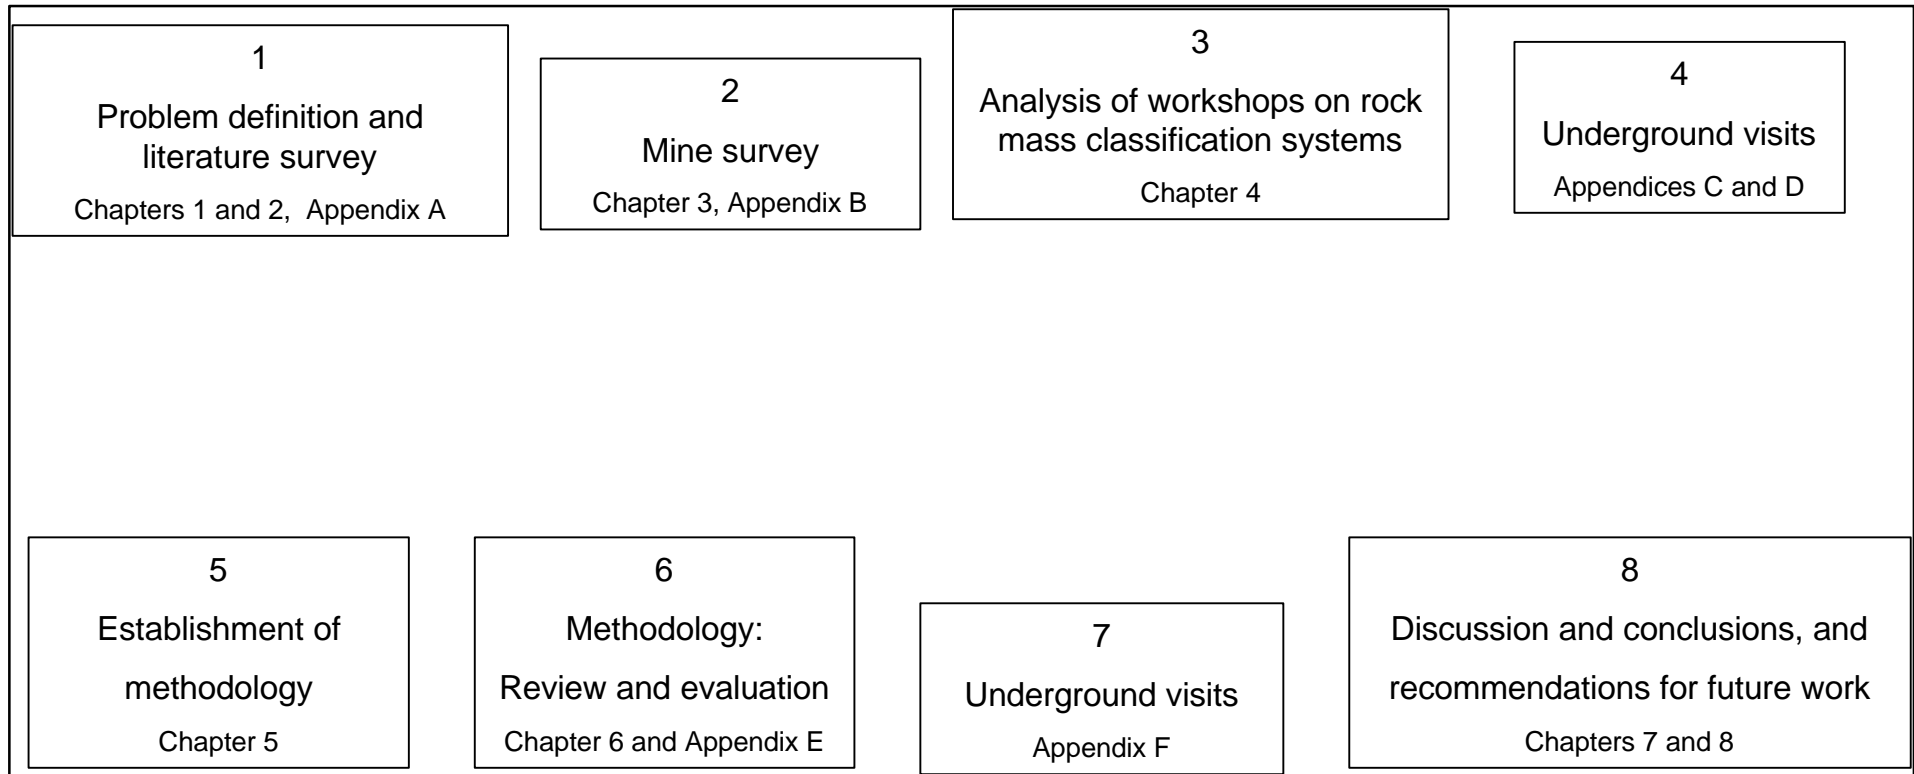 1
Problem definition and
literature survey
Chapters 1 and 2, Appendix A
2
Mine survey
Chapter 3, Appendix B
3
Analysis of workshops on rock
mass classification systems
Chapter 4
4
Underground visits
Appendices C and D
5
Establishment of
methodology
Chapter 5
6
Methodology:
Review and evaluation
Chapter 6 and Appendix E
7
Underground visits
Appendix F
8
Discussion and conclusions, and
recommendations for future work
Chapters 7 and 8